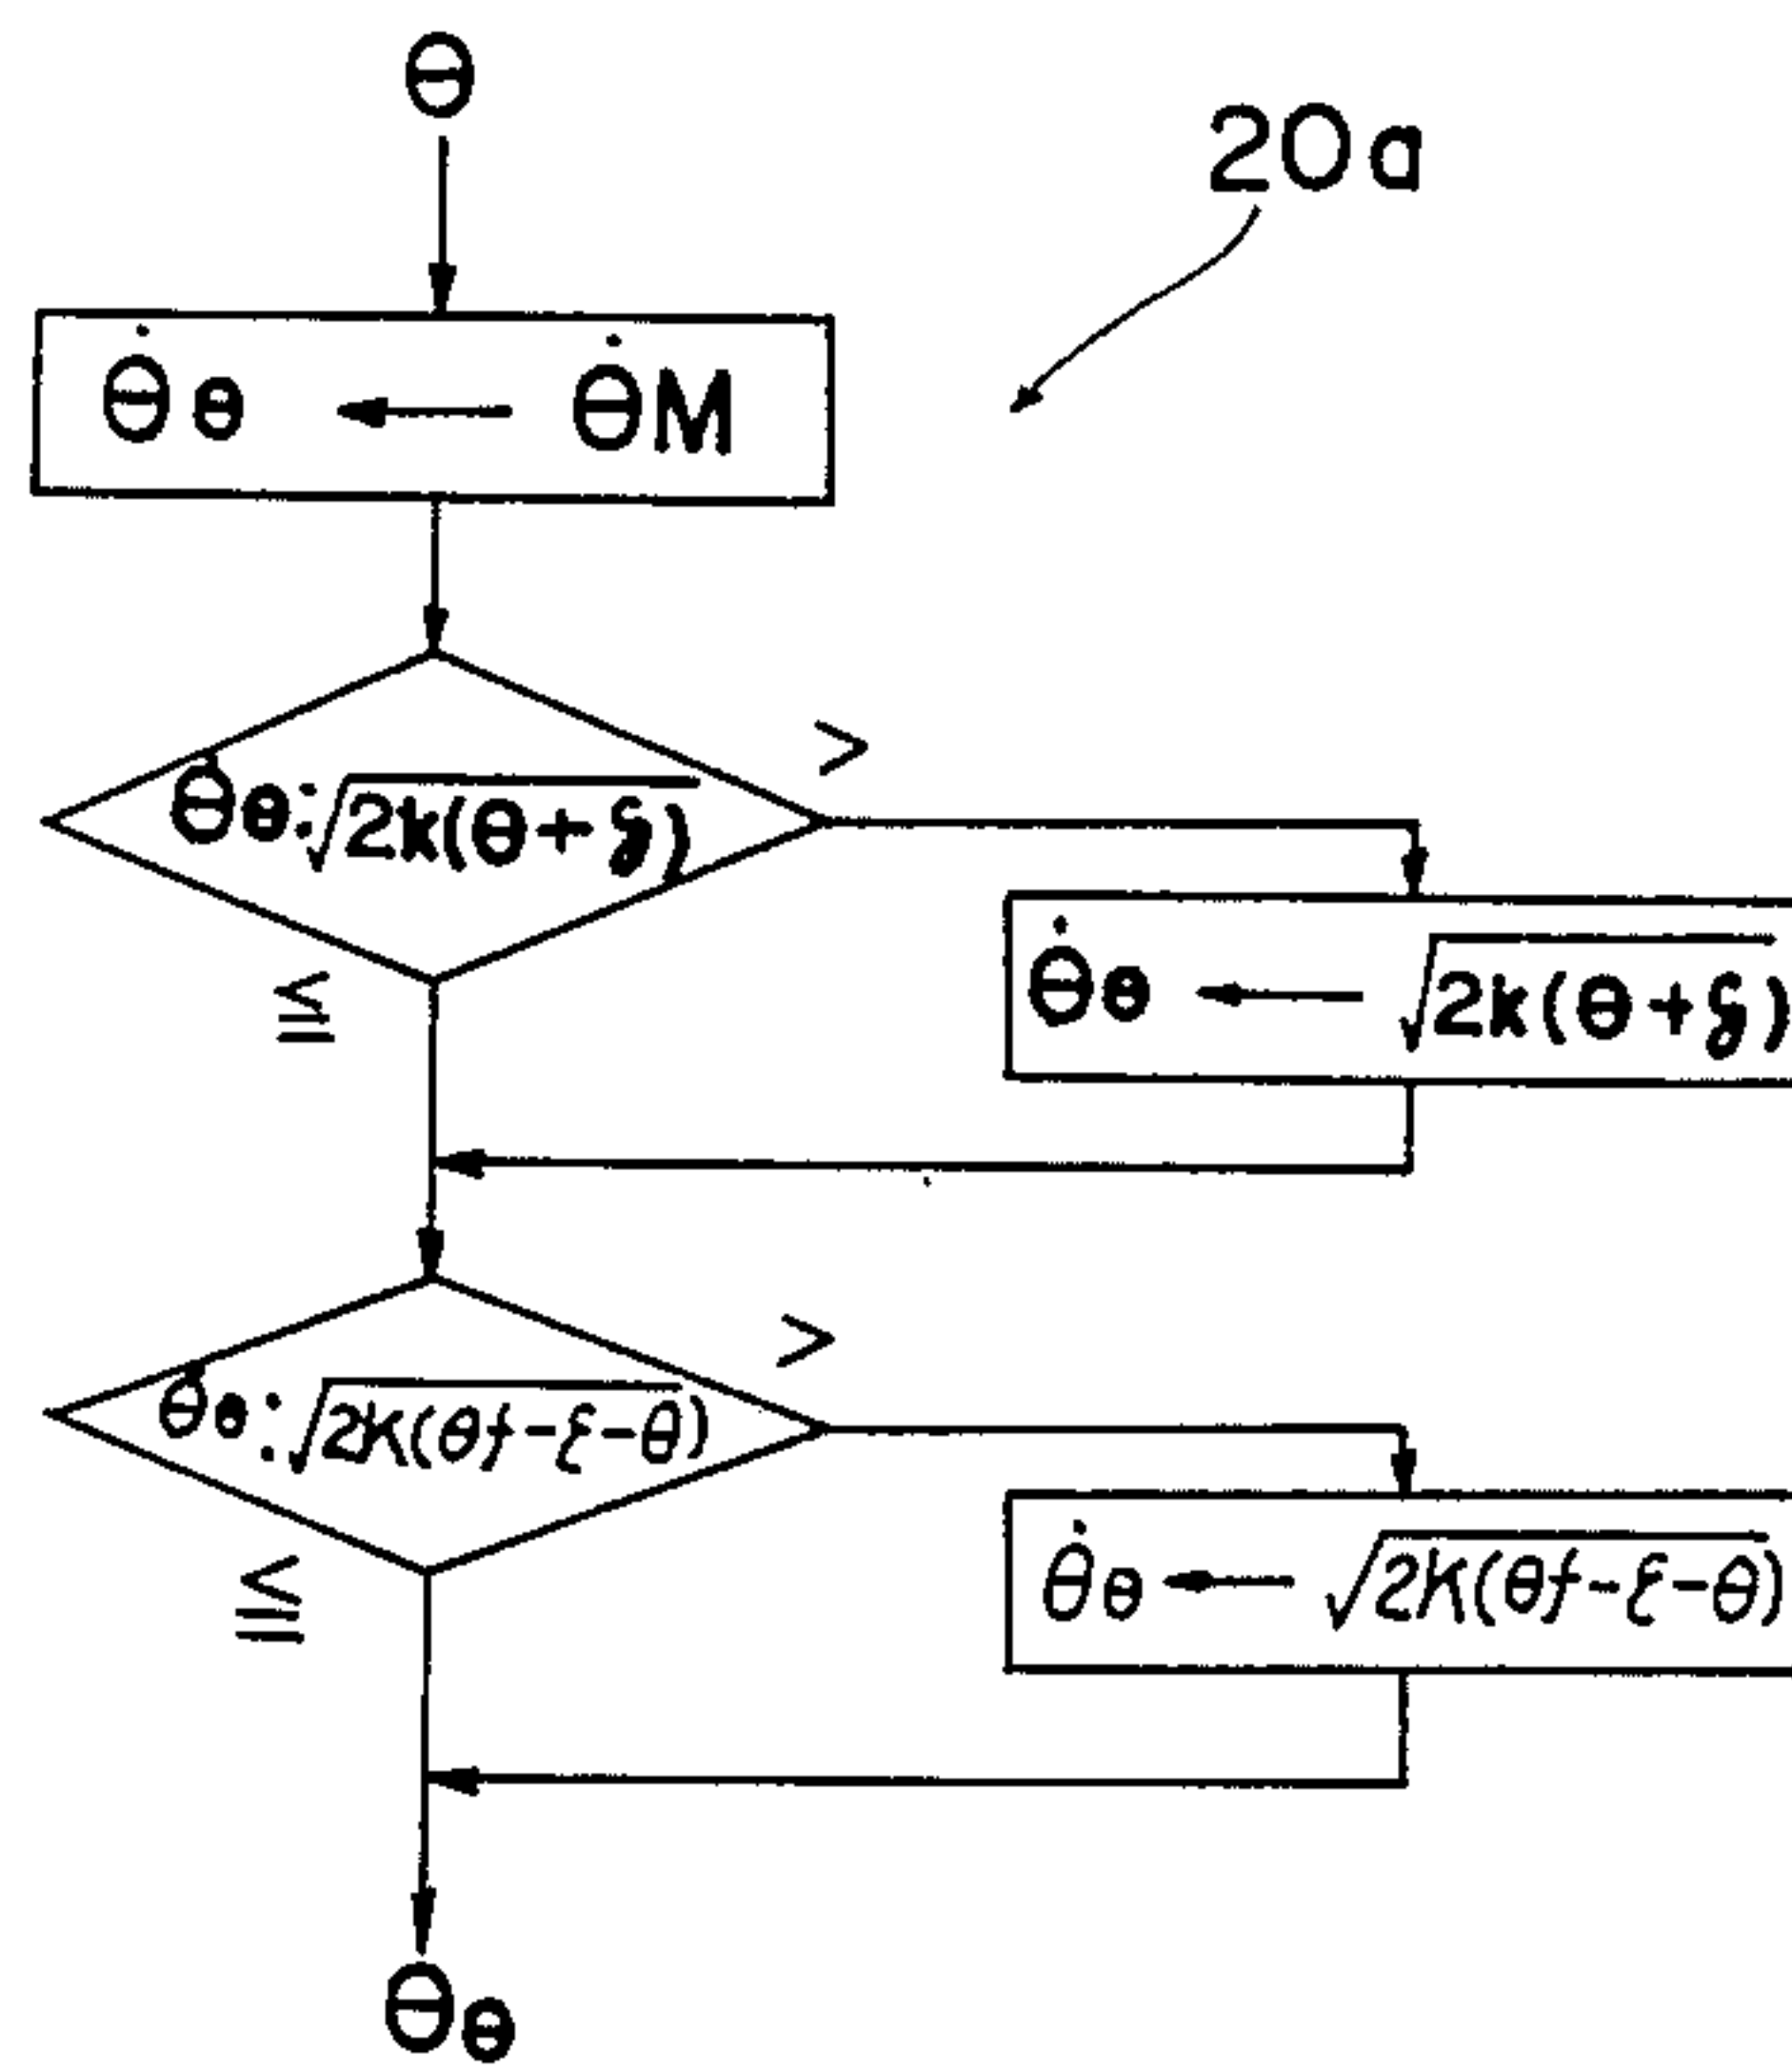 θ
20a
θ̇θ ← θ̇M
>
θ̇θ:√2k(θ+ξ)
≦
θ̇θ ← √2k(θ+ξ)
>
θ̇θ:√2K(θf-ξ-θ)
≦
θ̇θ ← √2K(θf-ξ-θ)
θθ